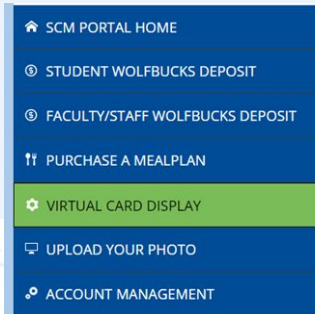 SCM PORTAL HOME
STUDENT WOLFBUCKS DEPOSIT
FACULTY/STAFF WOLFBUCKS DEPOSIT
PURCHASE A MEALPLAN
VIRTUAL CARD DISPLAY
UPLOAD YOUR PHOTO
ACCOUNT MANAGEMENT